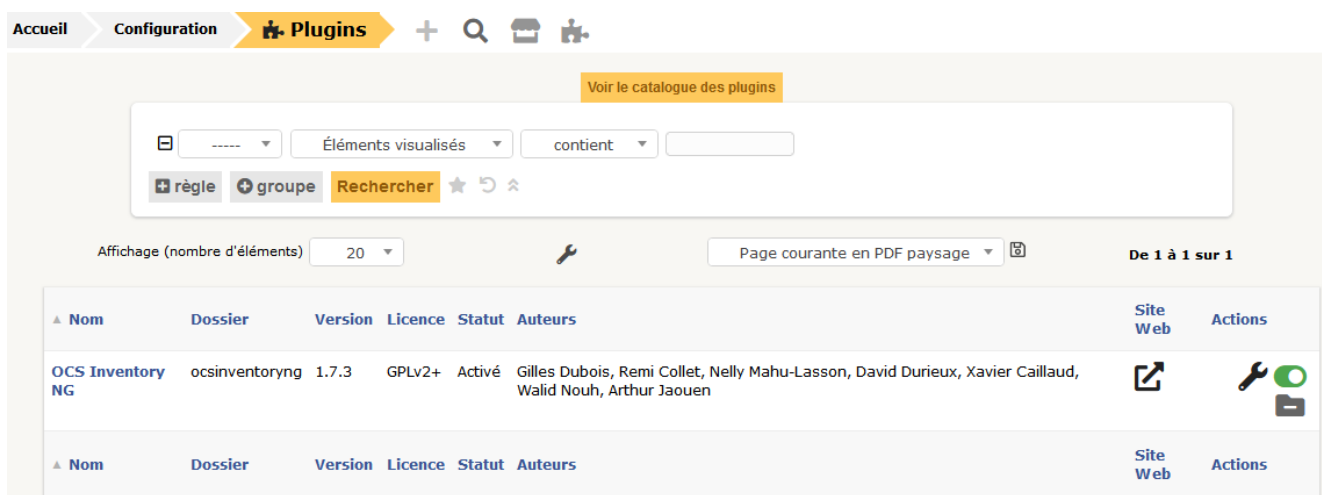 Accueil Configuration Plugins
Voir le catalogue des plugins
----- Éléments visualisés contient
règle groupe Rechercher
Affichage (nombre d'éléments) 20 Page courante en PDF paysage De 1 à 1 sur 1
Nom Dossier Version Licence Statut Auteurs Site Web Actions
OCS Inventory NG ocsinventoryng 1.7.3 GPLv2+ Activé Gilles Dubois, Remi Collet, Nelly Mahu-Lasson, David Durieux, Xavier Caillaud,
Walid Nouh, Arthur Jaouen
Nom Dossier Version Licence Statut Auteurs Site Web Actions